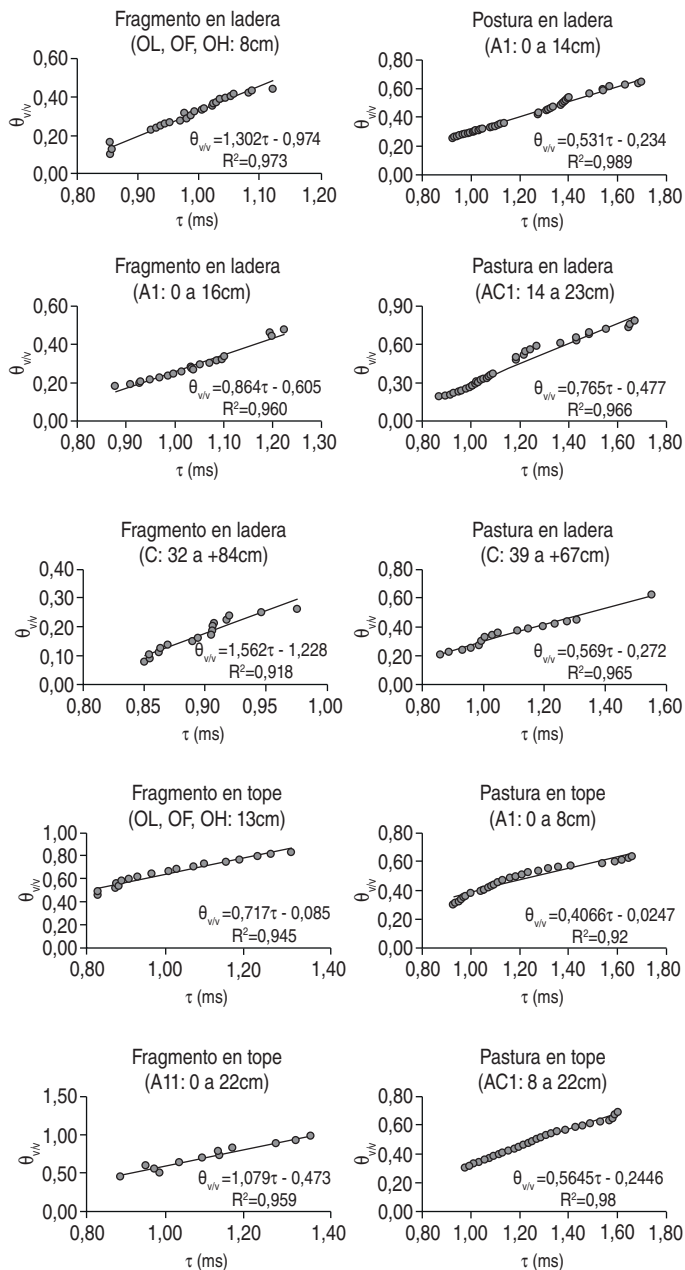 Fragmento en ladera
(OL, OF, OH: 8cm)
0,60
0,40
0,20
0,00
θv/v
θv/v=1,302τ - 0,974
R²=0,973
0,80 0,90 1,00 1,10 1,20
τ (ms)
Postura en ladera
(A1: 0 a 14cm)
0,80
0,60
0,40
0,20
0,00
θv/v
θv/v=0,531τ - 0,234
R²=0,989
0,80 1,00 1,20 1,40 1,60 1,80
τ (ms)
Fragmento en ladera
(A1: 0 a 16cm)
0,60
0,40
0,20
0,00
θv/v
θv/v=0,864τ - 0,605
R²=0,960
0,80 0,90 1,00 1,10 1,20 1,30
τ (ms)
Pastura en ladera
(AC1: 14 a 23cm)
0,90
0,60
0,30
0,00
θv/v
θv/v=0,765τ - 0,477
R²=0,966
0,80 1,00 1,20 1,40 1,60 1,80
τ (ms)
Fragmento en ladera
(C: 32 a +84cm)
0,40
0,30
0,20
0,10
0,00
θv/v
θv/v=1,562τ - 1,228
R²=0,918
0,80 0,85 0,90 0,95 1,00
τ (ms)
Pastura en ladera
(C: 39 a +67cm)
0,80
0,60
0,40
0,20
0,00
θv/v
θv/v=0,569τ - 0,272
R²=0,965
0,80 1,00 1,20 1,40 1,60
τ (ms)
Fragmento en tope
(OL, OF, OH: 13cm)
1,00
0,80
0,60
0,40
0,20
0,00
θv/v
θv/v=0,717τ - 0,085
R²=0,945
0,80 1,00 1,20 1,40
τ (ms)
Pastura en tope
(A1: 0 a 8cm)
0,80
0,60
0,40
0,20
0,00
θv/v
θv/v=0,4066τ - 0,0247
R²=0,92
0,80 1,00 1,20 1,40 1,60 1,80
τ (ms)
Fragmento en tope
(A11: 0 a 22cm)
1,50
1,00
0,50
0,00
θv/v
θv/v=1,079τ - 0,473
R²=0,959
0,80 1,00 1,20 1,40
τ (ms)
Pastura en tope
(AC1: 8 a 22cm)
0,80
0,60
0,40
0,20
0,00
θv/v
θv/v=0,5645τ - 0,2446
R²=0,98
0,80 1,00 1,20 1,40 1,60 1,80
τ (ms)